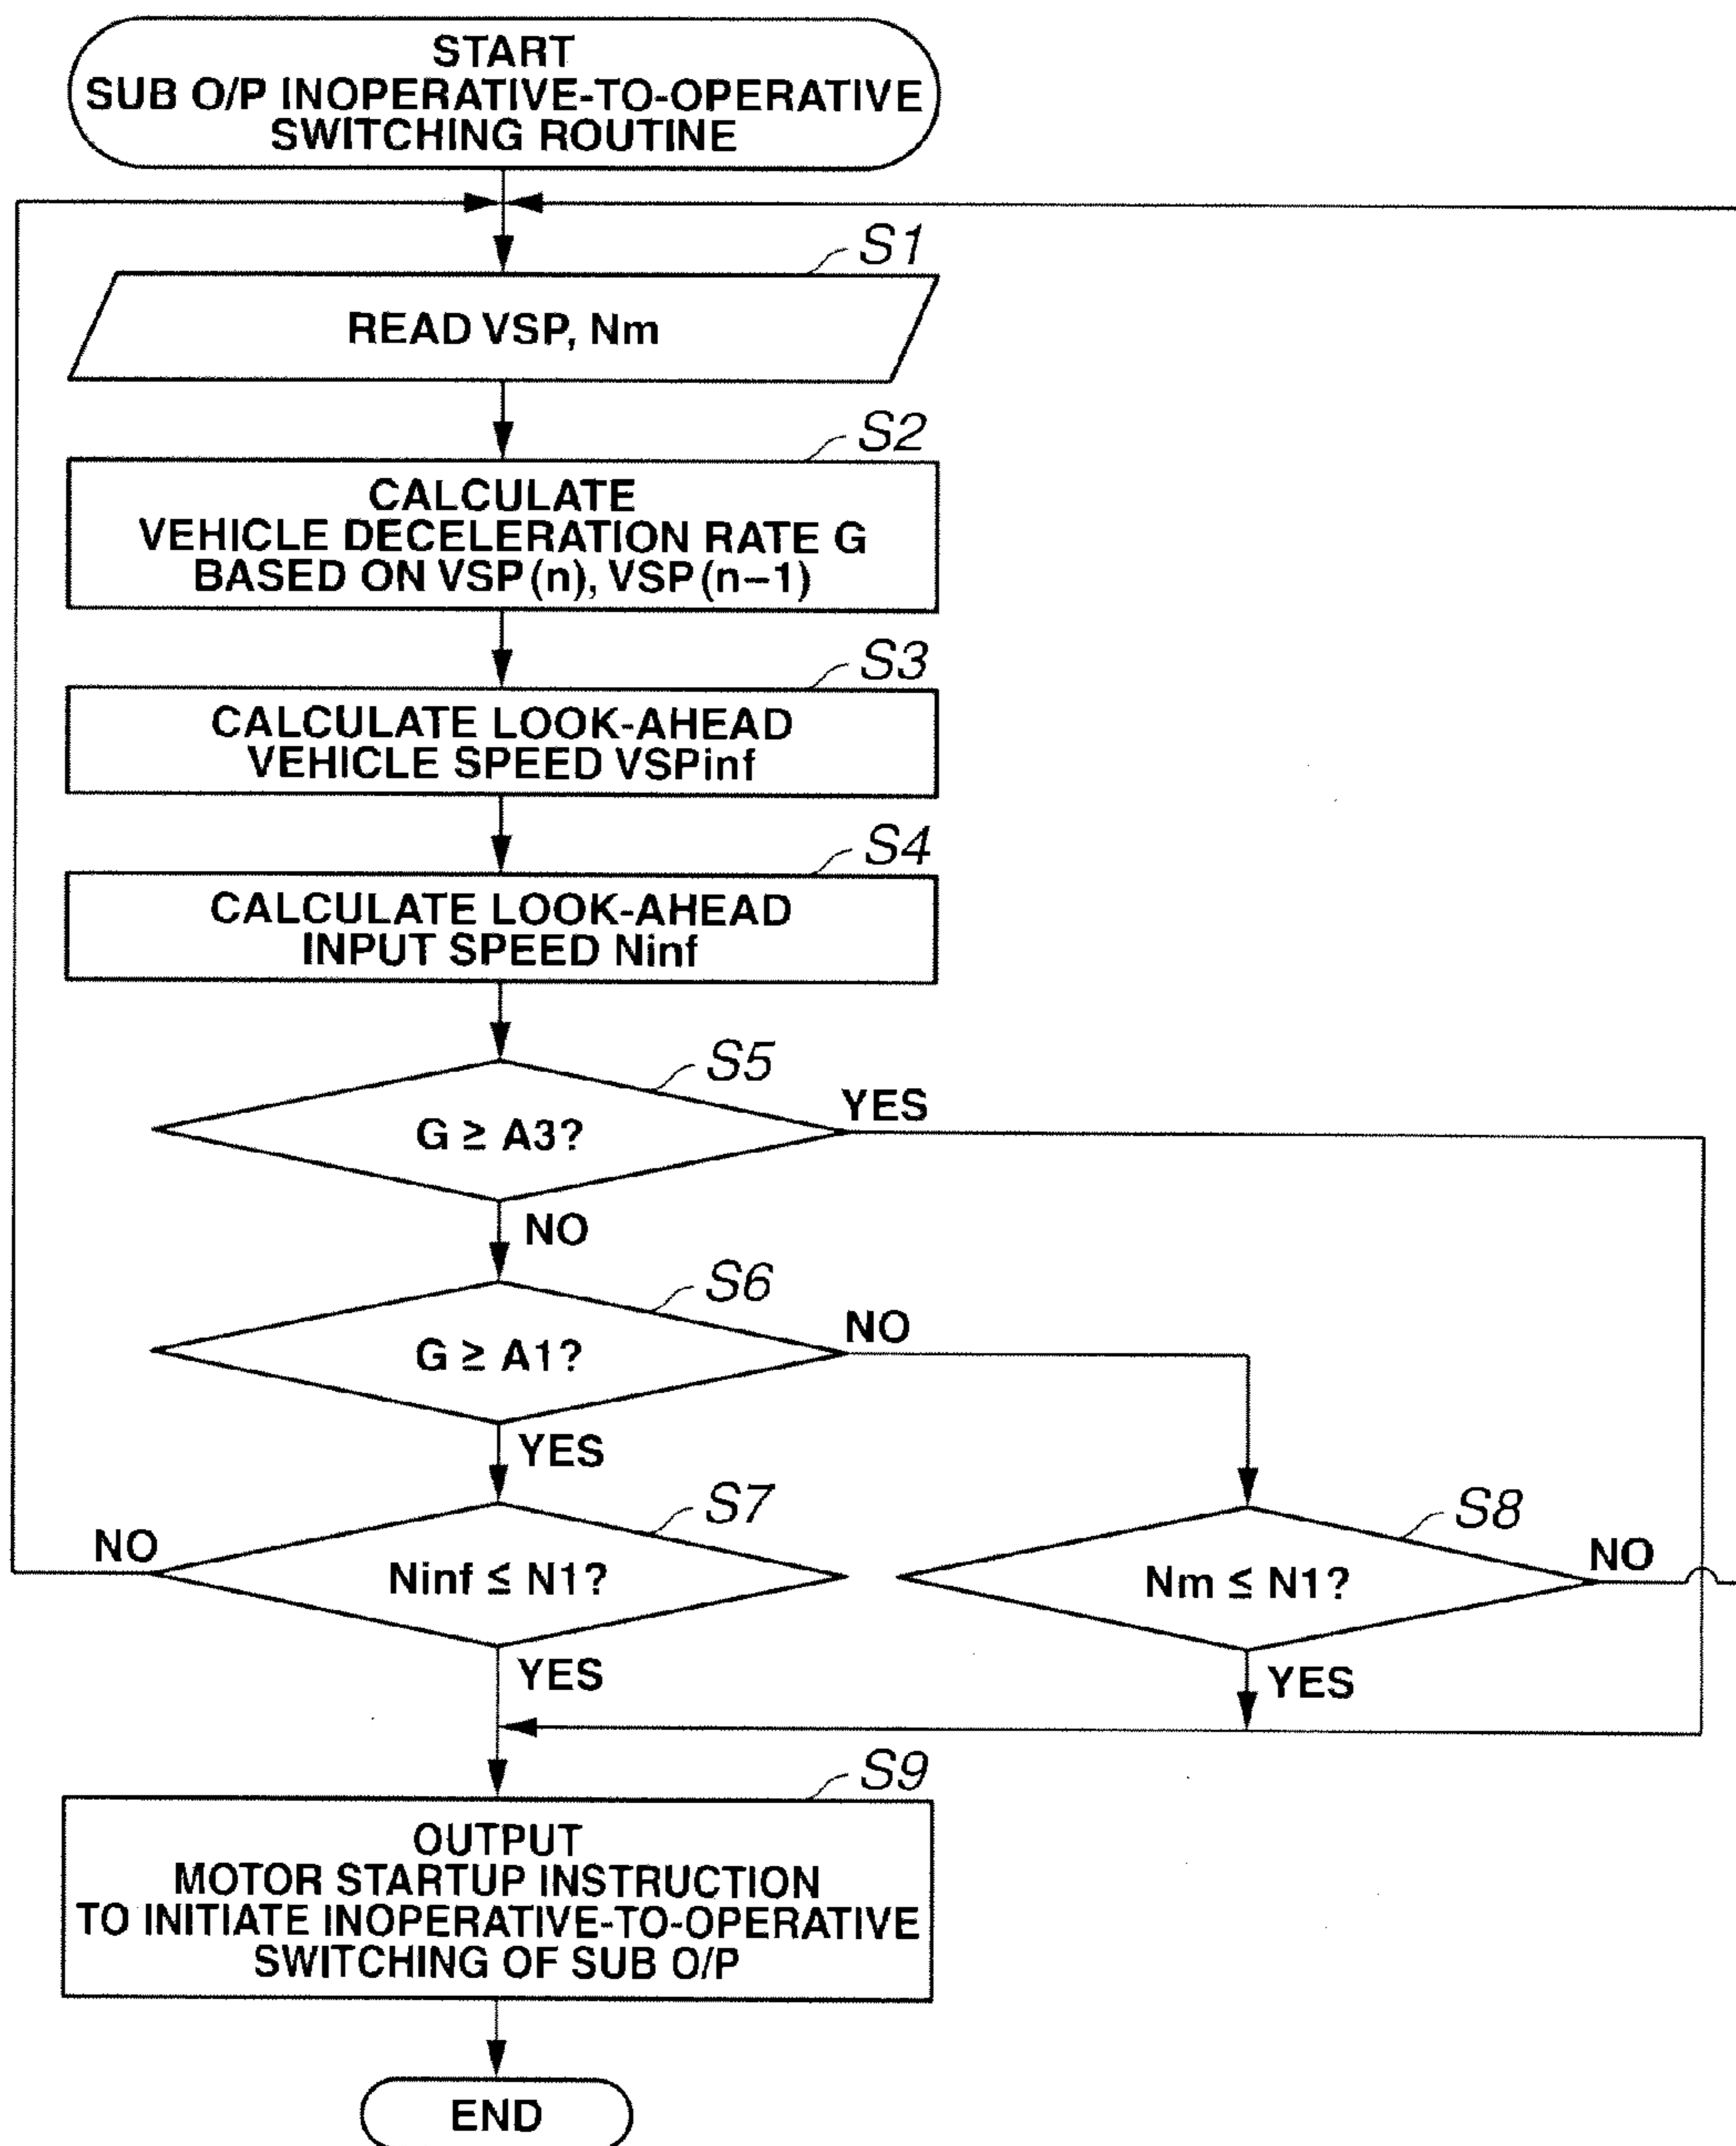 START
SUB O/P INOPERATIVE-TO-OPERATIVE
SWITCHING ROUTINE
S1
READ VSP, Nm
S2
CALCULATE
VEHICLE DECELERATION RATE G
BASED ON VSP(n), VSP(n–1)
S3
CALCULATE LOOK-AHEAD
VEHICLE SPEED VSPinf
S4
CALCULATE LOOK-AHEAD
INPUT SPEED Ninf
S5
G ≥ A3?
YES
NO
S6
G ≥ A1?
NO
YES
S7
Ninf ≤ N1?
NO
YES
S8
Nm ≤ N1?
NO
YES
S9
OUTPUT
MOTOR STARTUP INSTRUCTION
TO INITIATE INOPERATIVE-TO-OPERATIVE
SWITCHING OF SUB O/P
END